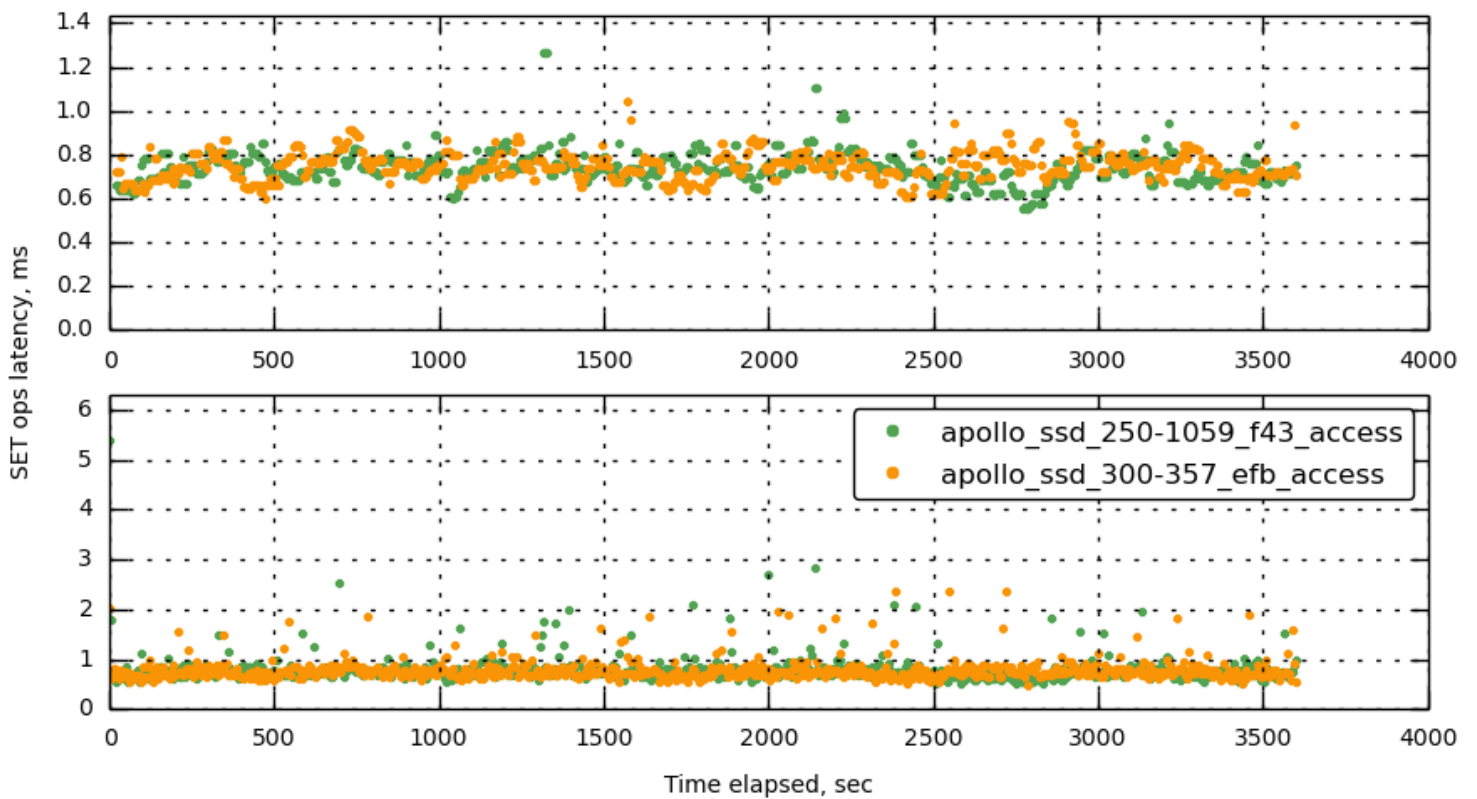 SET ops latency, ms
1.4
1.2
1.0
0.8
0.6
0.4
0.2
0.0
0 500 1000 1500 2000 2500 3000 3500 4000
6
5
4
3
2
1
0
apollo_ssd_250-1059_f43_access
apollo_ssd_300-357_efb_access
0 500 1000 1500 2000 2500 3000 3500 4000
Time elapsed, sec